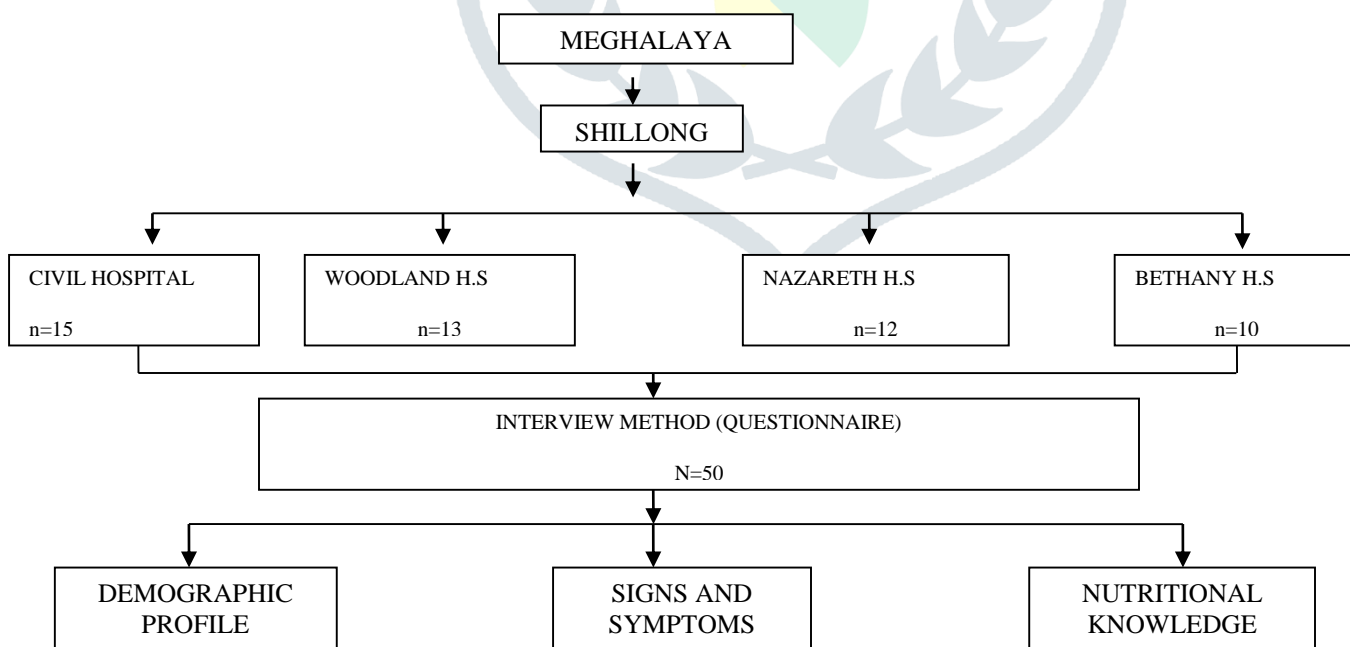 MEGHALAYA
SHILLONG
CIVIL HOSPITAL
n=15
WOODLAND H.S
n=13
NAZARETH H.S
n=12
BETHANY H.S
n=10
INTERVIEW METHOD (QUESTIONNAIRE)
N=50
DEMOGRAPHIC
PROFILE
SIGNS AND
SYMPTOMS
NUTRITIONAL
KNOWLEDGE